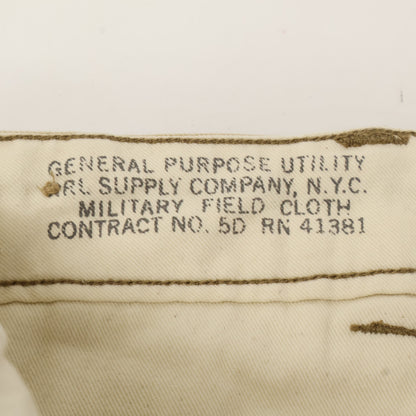 GENERAL PURPOSE UTILITY
RL SUPPLY COMPANY, N.Y.C.
MILITARY FIELD CLOTH
CONTRACT NO. 5D RN 41381